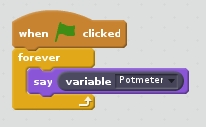 when clicked
forever
say variable Potmeter